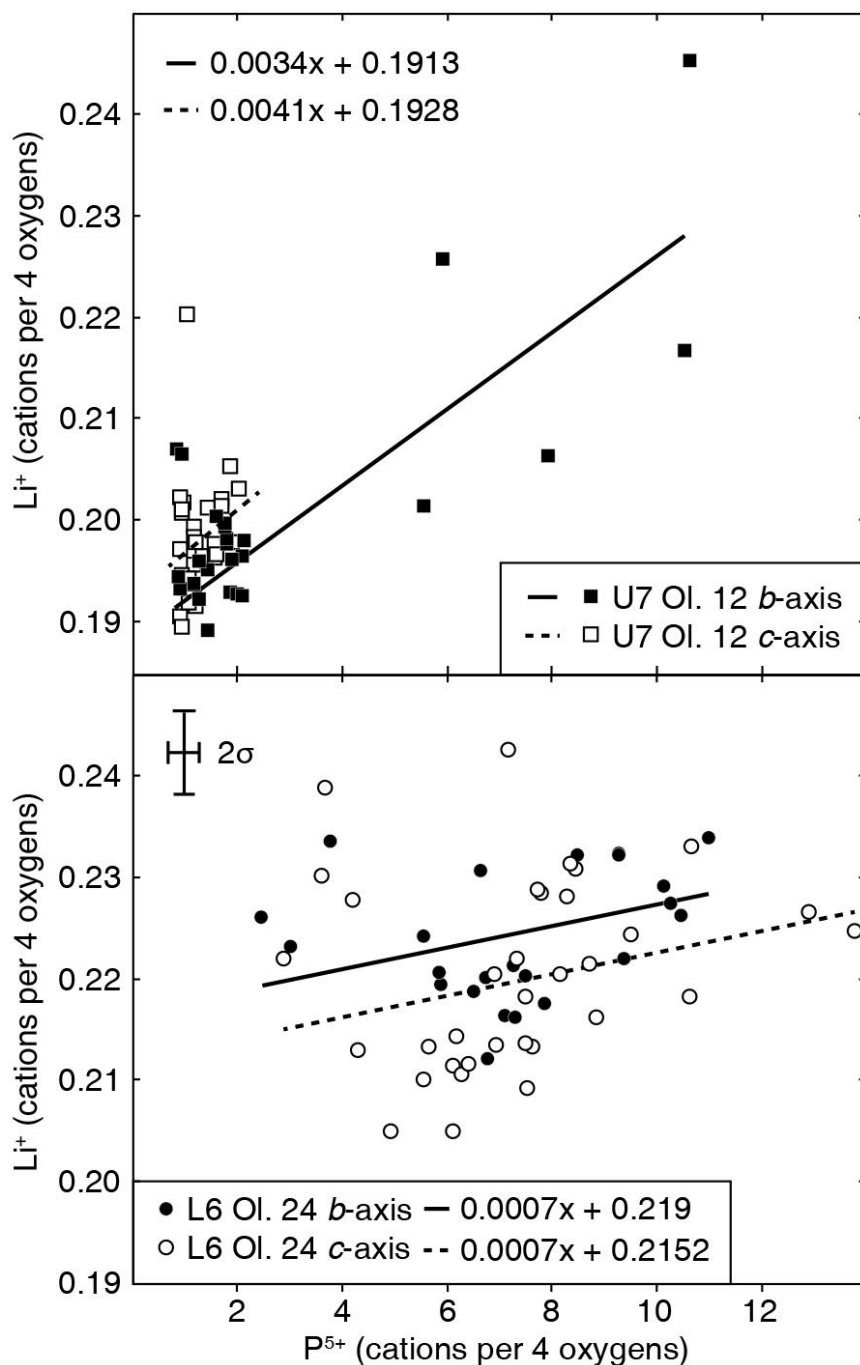 0.0034x + 0.1913
0.0041x + 0.1928
Li⁺ (cations per 4 oxygens)
0.24
0.23
0.22
0.21
0.20
0.19
U7 Ol. 12 b-axis
U7 Ol. 12 c-axis
2σ
Li⁺ (cations per 4 oxygens)
0.24
0.23
0.22
0.21
0.20
0.19
L6 Ol. 24 b-axis 0.0007x + 0.219
L6 Ol. 24 c-axis 0.0007x + 0.2152
2 4 6 8 10 12
P⁵⁺ (cations per 4 oxygens)